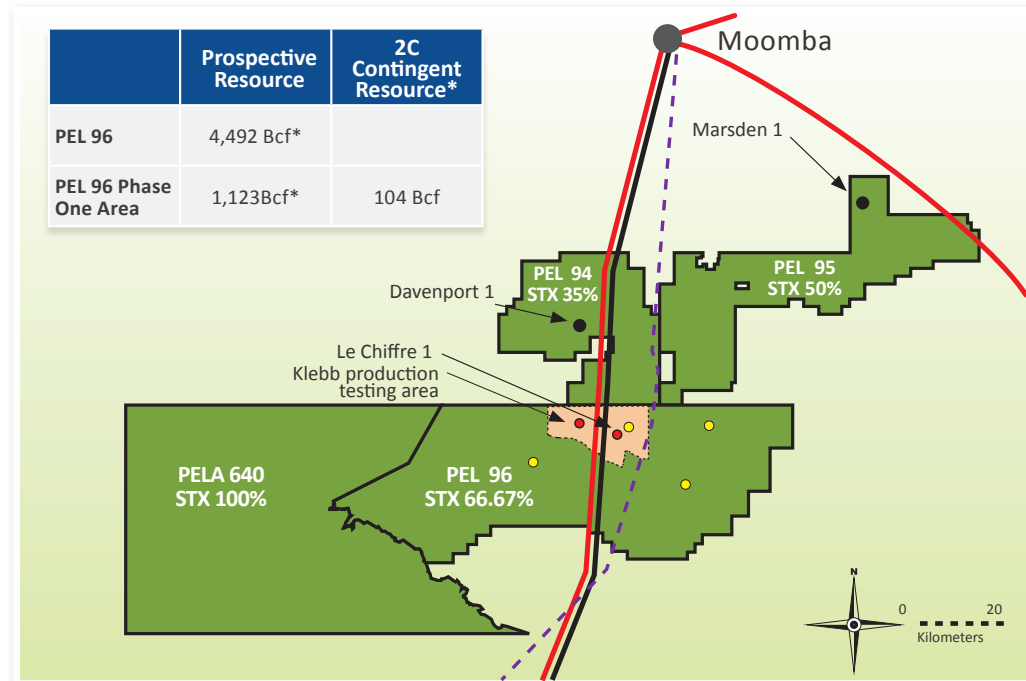 Prospective
Resource
2C
Contingent
Resource*
PEL 96
4,492 Bcf*
PEL 96 Phase
One Area
1,123Bcf*
104 Bcf
Moomba
Marsden 1
PEL 94
STX 35%
PEL 95
STX 50%
Davenport 1
Le Chiffre 1
Klebb production
testing area
PELA 640
STX 100%
PEL 96
STX 66.67%
N
0 20
Kilometers